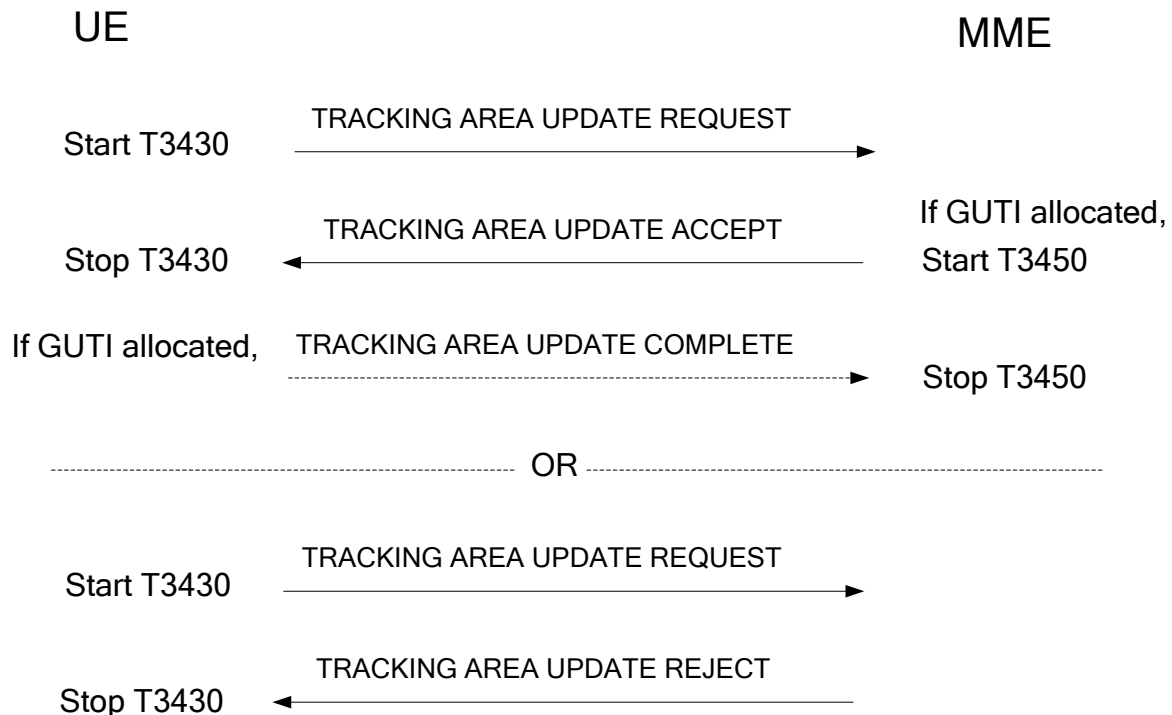 UE
MME
TRACKING AREA UPDATE REQUEST
Start T3430
If GUTI allocated,
TRACKING AREA UPDATE ACCEPT
Stop T3430
Start T3450
If GUTI allocated,
TRACKING AREA UPDATE COMPLETE
Stop T3450
OR
TRACKING AREA UPDATE REQUEST
Start T3430
TRACKING AREA UPDATE REJECT
Stop T3430